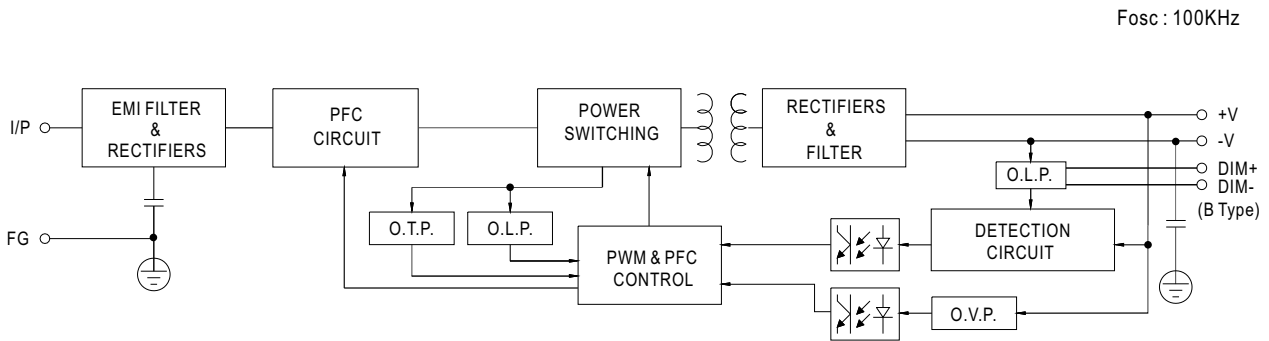 Fosc : 100KHz
I/P
EMI FILTER
&
RECTIFIERS
PFC
CIRCUIT
POWER
SWITCHING
RECTIFIERS
&
FILTER
+V
-V
DIM+
DIM-
(B Type)
O.L.P.
FG
O.T.P.
O.L.P.
PWM & PFC
CONTROL
DETECTION
CIRCUIT
O.V.P.